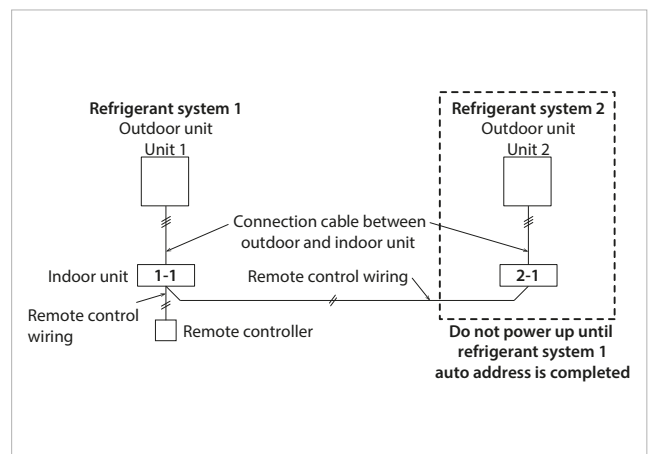 Refrigerant system 1
Outdoor unit
Unit 1
Refrigerant system 2
Outdoor unit
Unit 2
Connection cable between
outdoor and indoor unit
Indoor unit
1-1
Remote control wiring
2-1
Remote control
wiring
Remote controller
Do not power up until
refrigerant system 1
auto address is completed